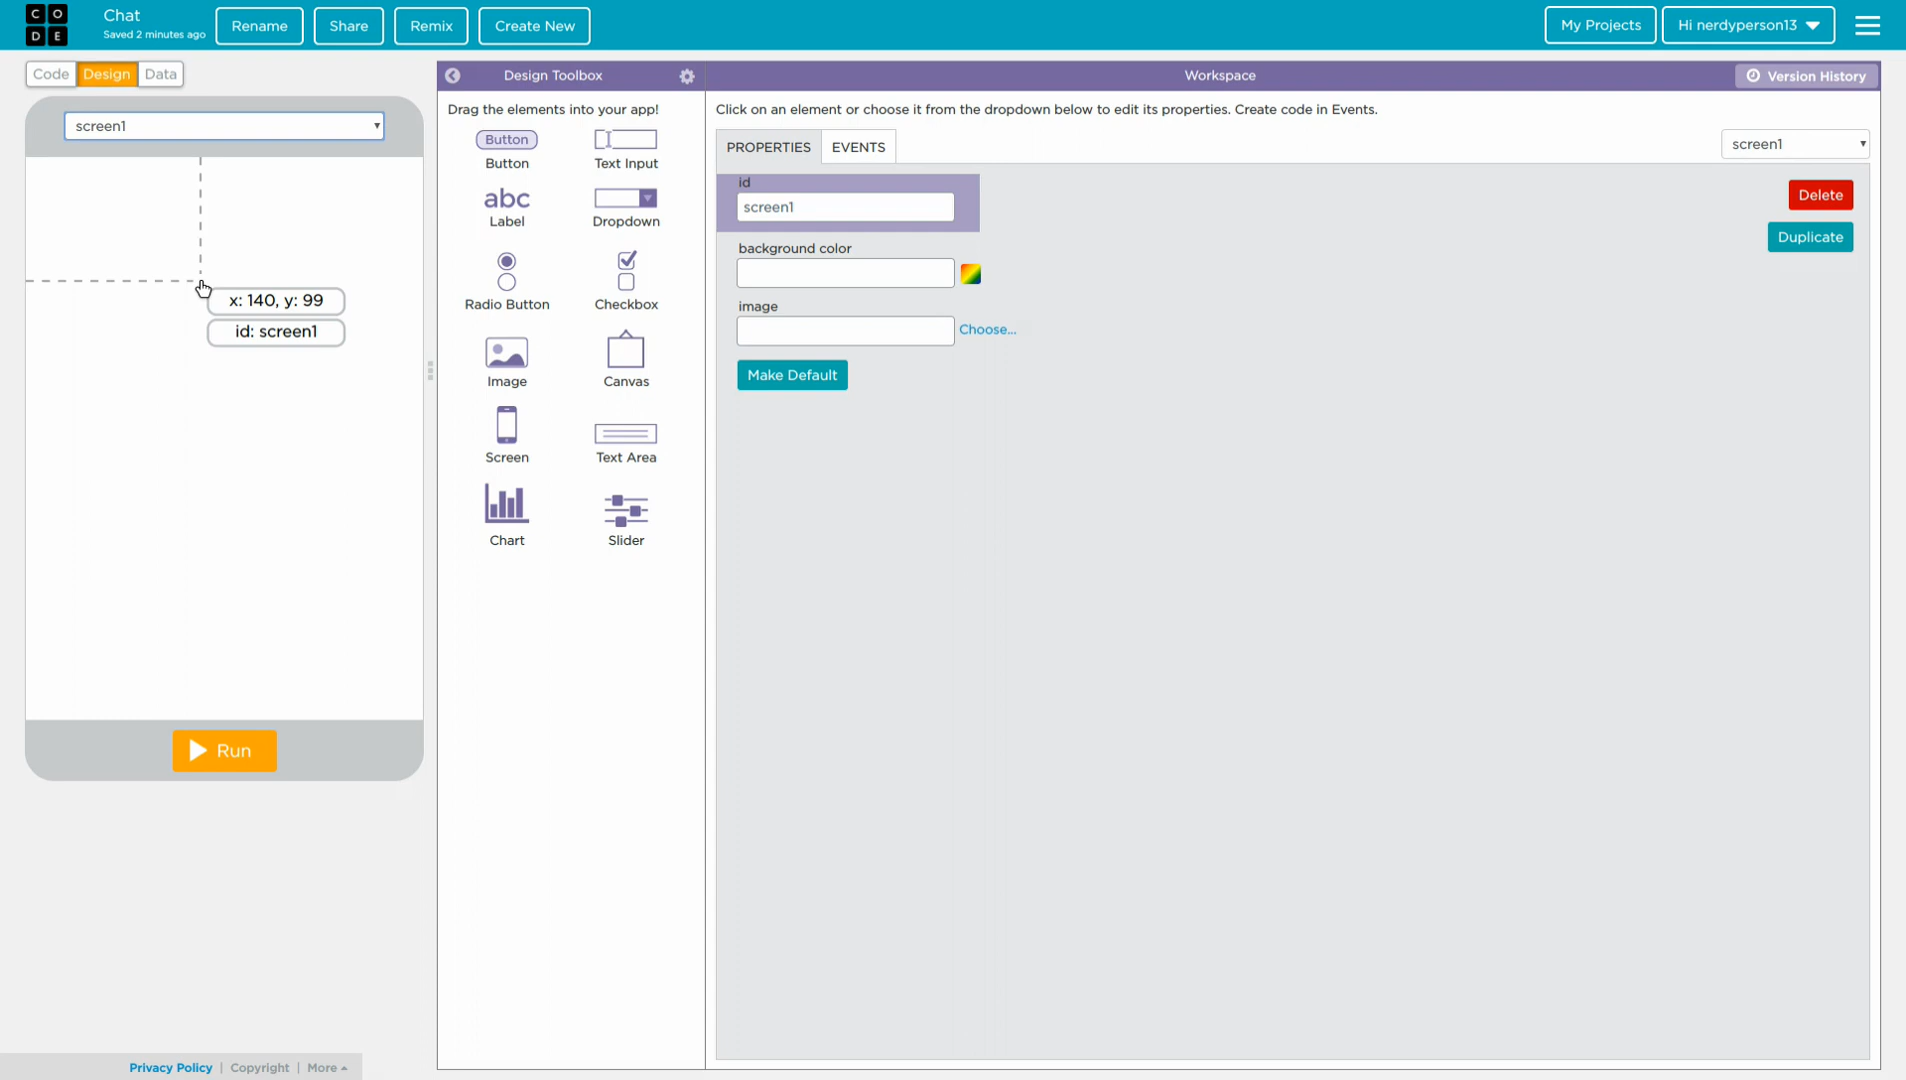 C O
D E
Chat
Saved 2 minutes ago
Rename
Share
Remix
Create New
My Projects
Hi nerdyperson13
Code
Design
Data
screen1
x: 140, y: 99
id: screen1
Run
Design Toolbox
Drag the elements into your app!
Button
Button
Text Input
abc
Label
Dropdown
Radio Button
Checkbox
Image
Canvas
Screen
Text Area
Chart
Slider
Workspace
Version History
Click on an element or choose it from the dropdown below to edit its properties. Create code in Events.
PROPERTIES
EVENTS
screen1
id
screen1
Delete
Duplicate
background color
image
Choose...
Make Default
Privacy Policy | Copyright | More